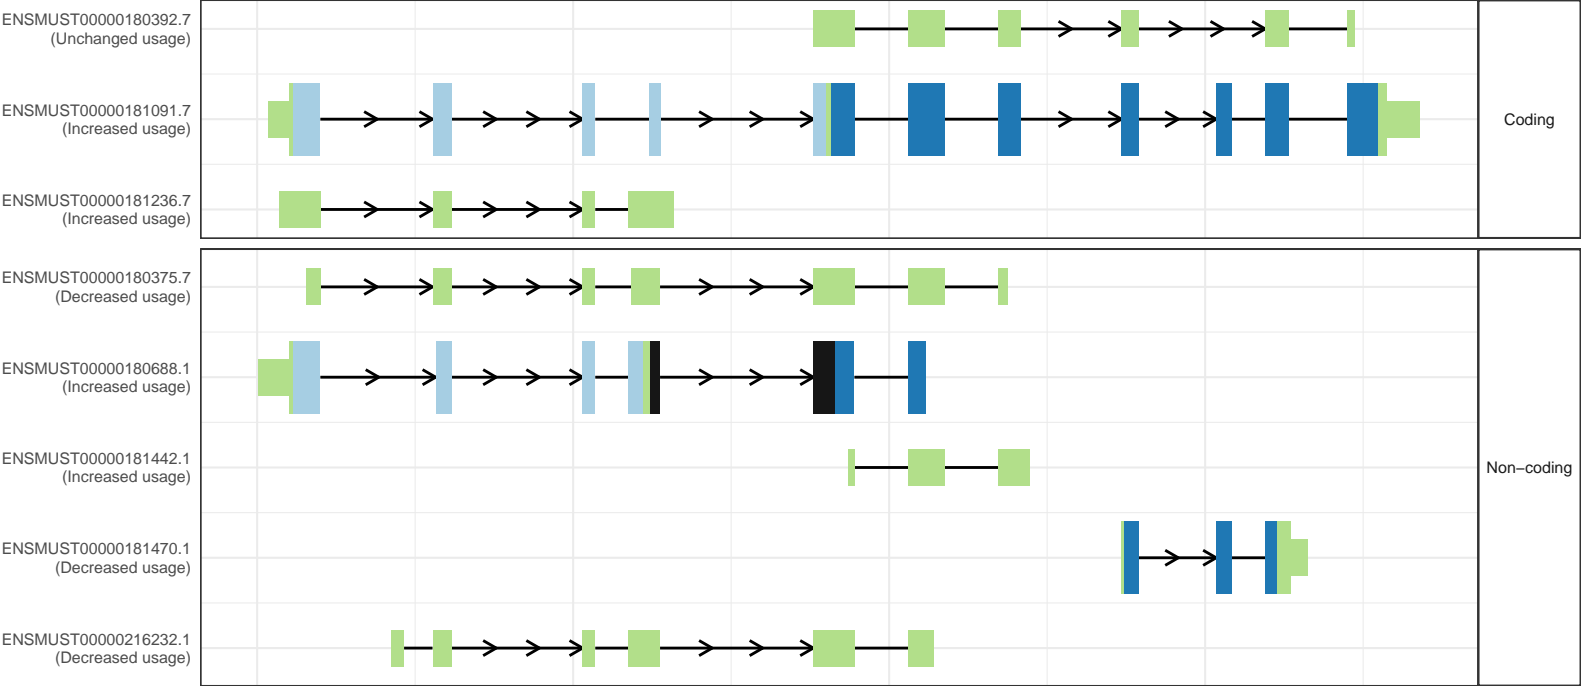 ENSMUST00000180392.7
(Unchanged usage)
ENSMUST00000181091.7
(Increased usage)
ENSMUST00000181236.7
(Increased usage)
Coding
ENSMUST00000180375.7
(Decreased usage)
ENSMUST00000180688.1
(Increased usage)
ENSMUST00000181442.1
(Increased usage)
ENSMUST00000181470.1
(Decreased usage)
ENSMUST00000216232.1
(Decreased usage)
Non−coding